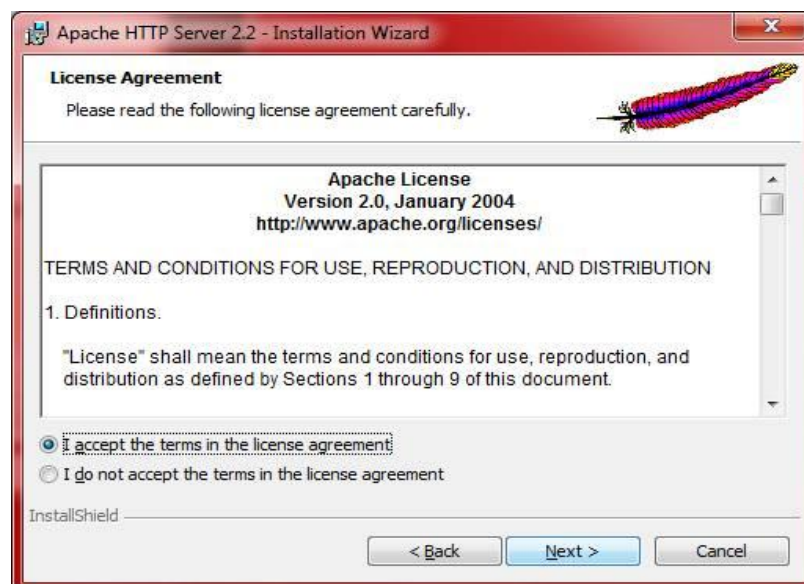 Apache HTTP Server 2.2 - Installation Wizard
License Agreement
Please read the following license agreement carefully.
Apache License
Version 2.0, January 2004
http://www.apache.org/licenses/
TERMS AND CONDITIONS FOR USE, REPRODUCTION, AND DISTRIBUTION
1. Definitions.
"License" shall mean the terms and conditions for use, reproduction, and
distribution as defined by Sections 1 through 9 of this document.
I accept the terms in the license agreement
I do not accept the terms in the license agreement
InstallShield
< Back
Next >
Cancel